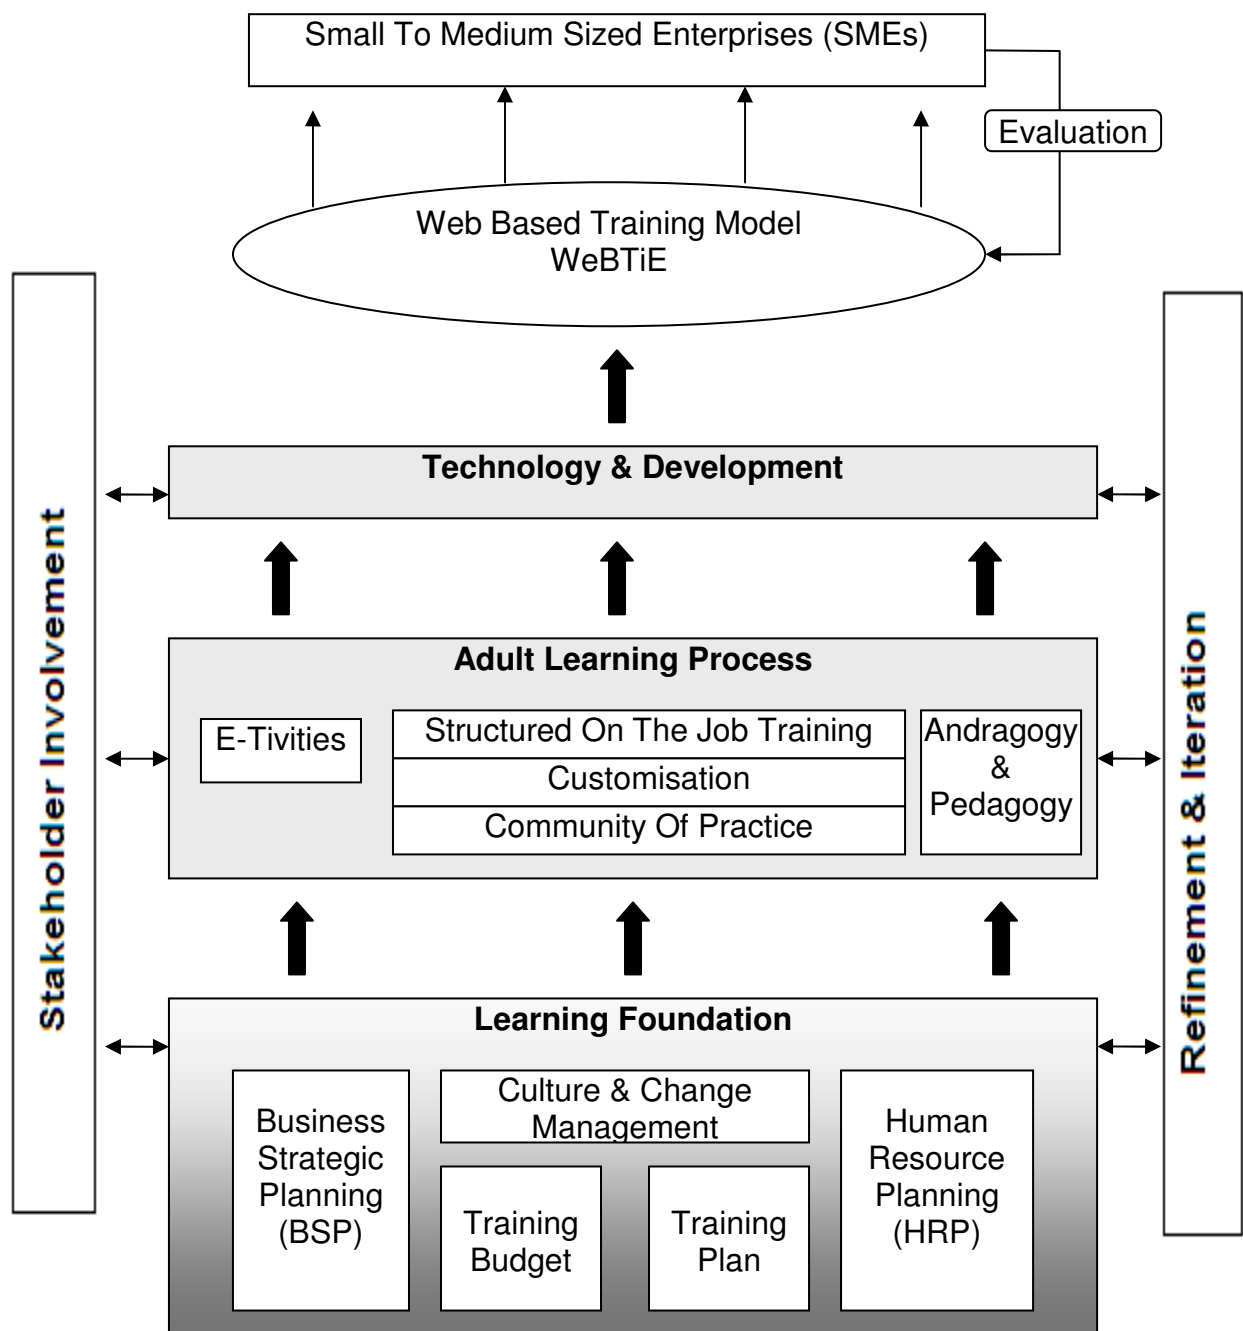 Small To Medium Sized Enterprises (SMEs)
Evaluation
Web Based Training Model
WeBTiE
Stakeholder Involvement
Refinement & Iteration
Technology & Development
Adult Learning Process
E-Tivities
Structured On The Job Training
Customisation
Community Of Practice
Andragogy
&
Pedagogy
Learning Foundation
Business
Strategic
Planning
(BSP)
Culture & Change
Management
Training
Budget
Training
Plan
Human
Resource
Planning
(HRP)